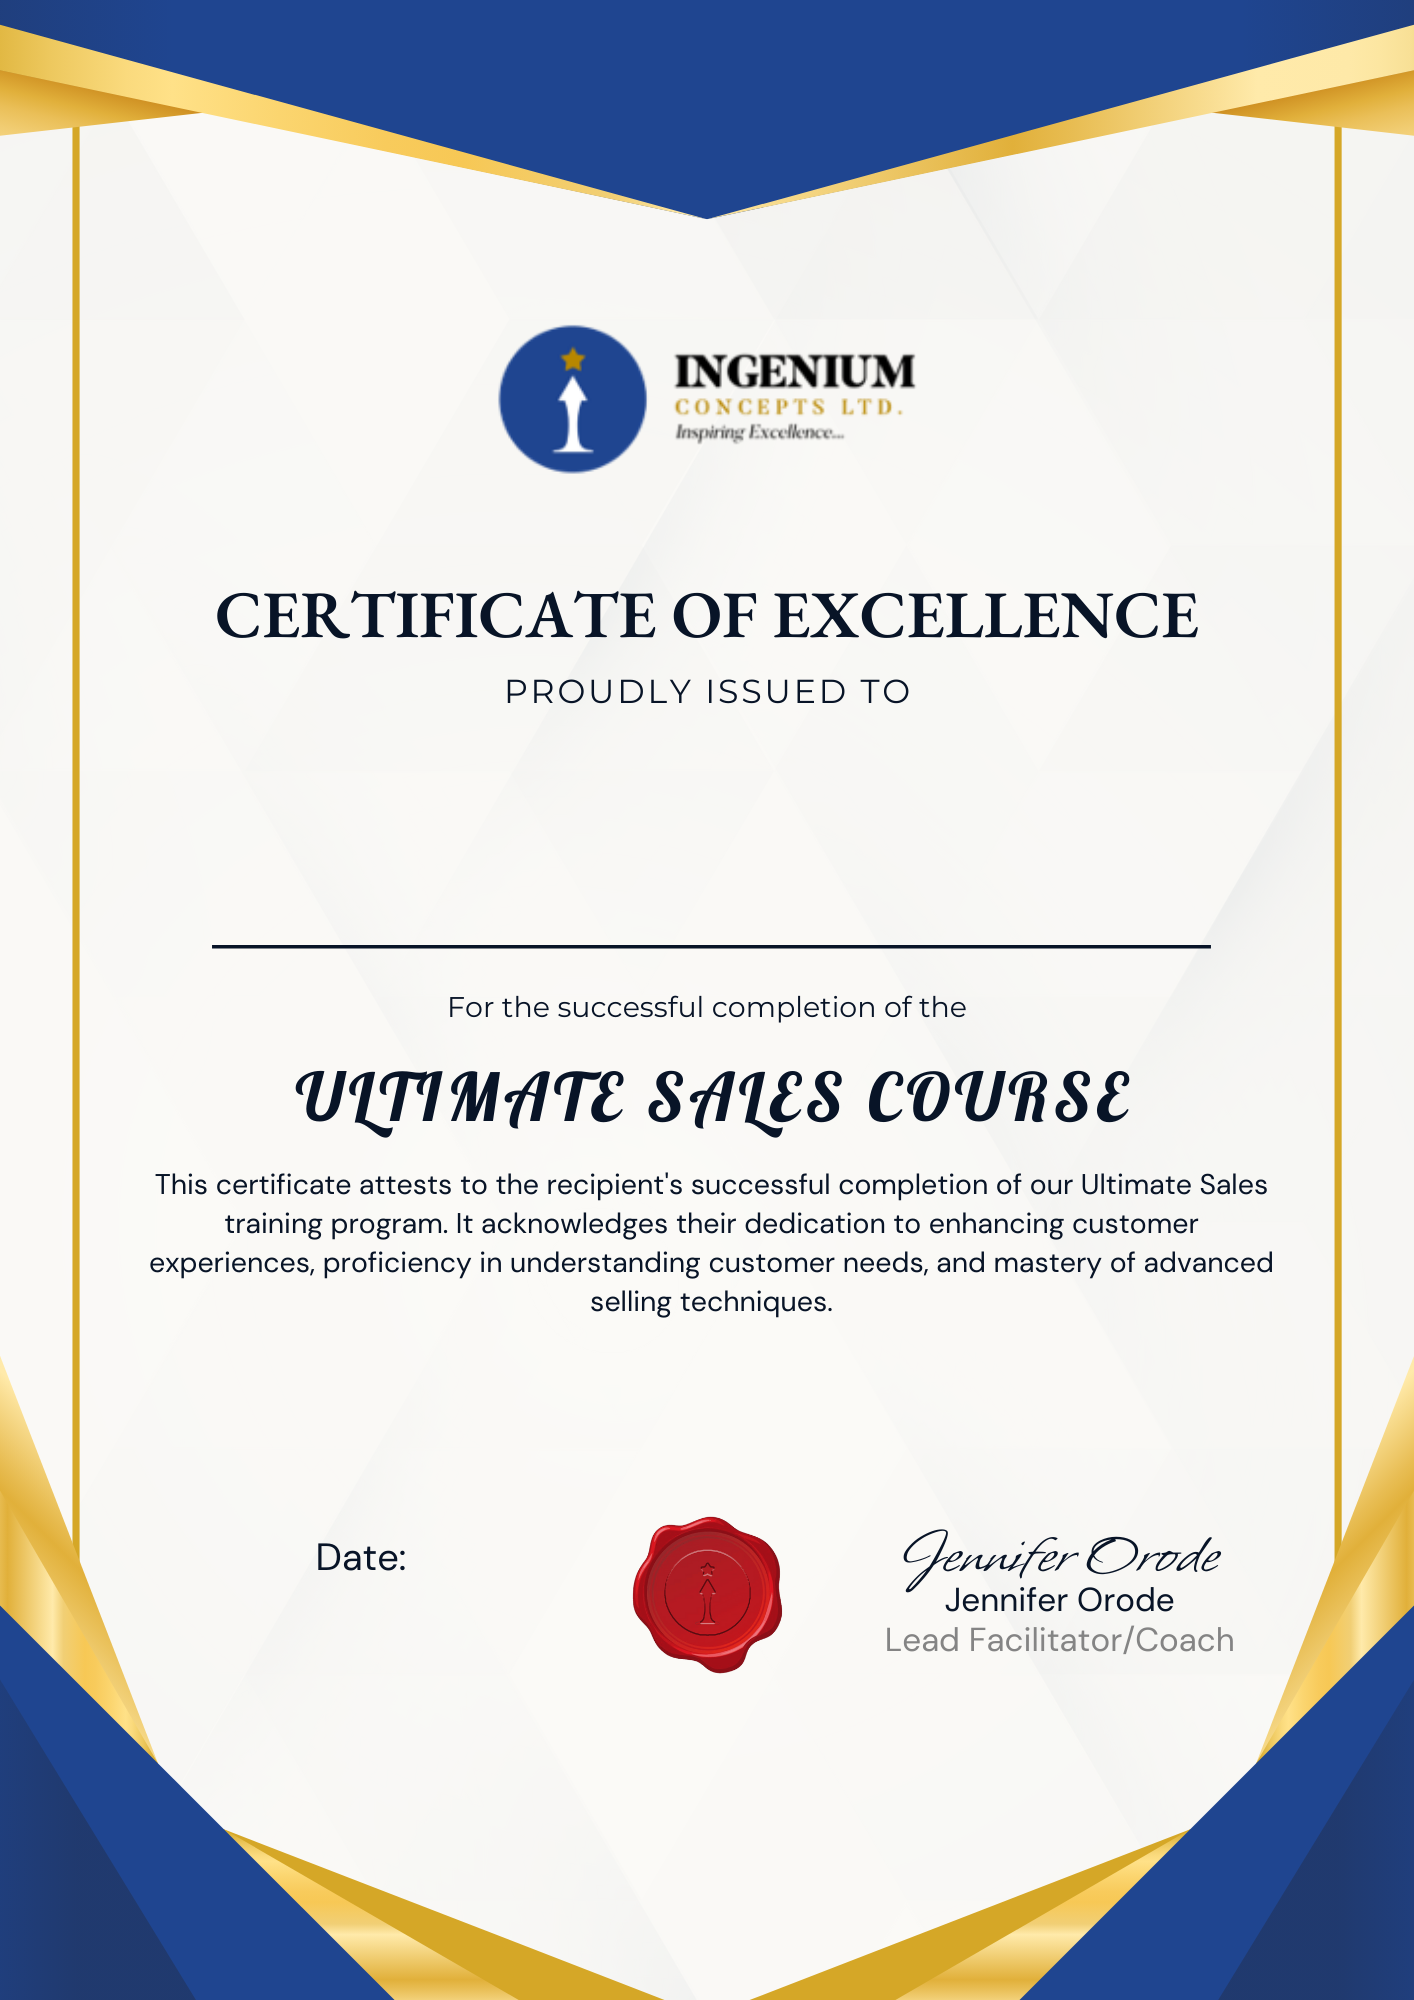 INGENIUM
CONCEPTS LTD.
Inspiring Excellence...
CERTIFICATE OF EXCELLENCE
PROUDLY ISSUED TO
For the successful completion of the
ULTIMATE SALES COURSE
This certificate attests to the recipient's successful completion of our Ultimate Sales
training program. It acknowledges their dedication to enhancing customer
experiences, proficiency in understanding customer needs, and mastery of advanced
selling techniques.
Date:
Jennifer Orode
Jennifer Orode
Lead Facilitator/Coach